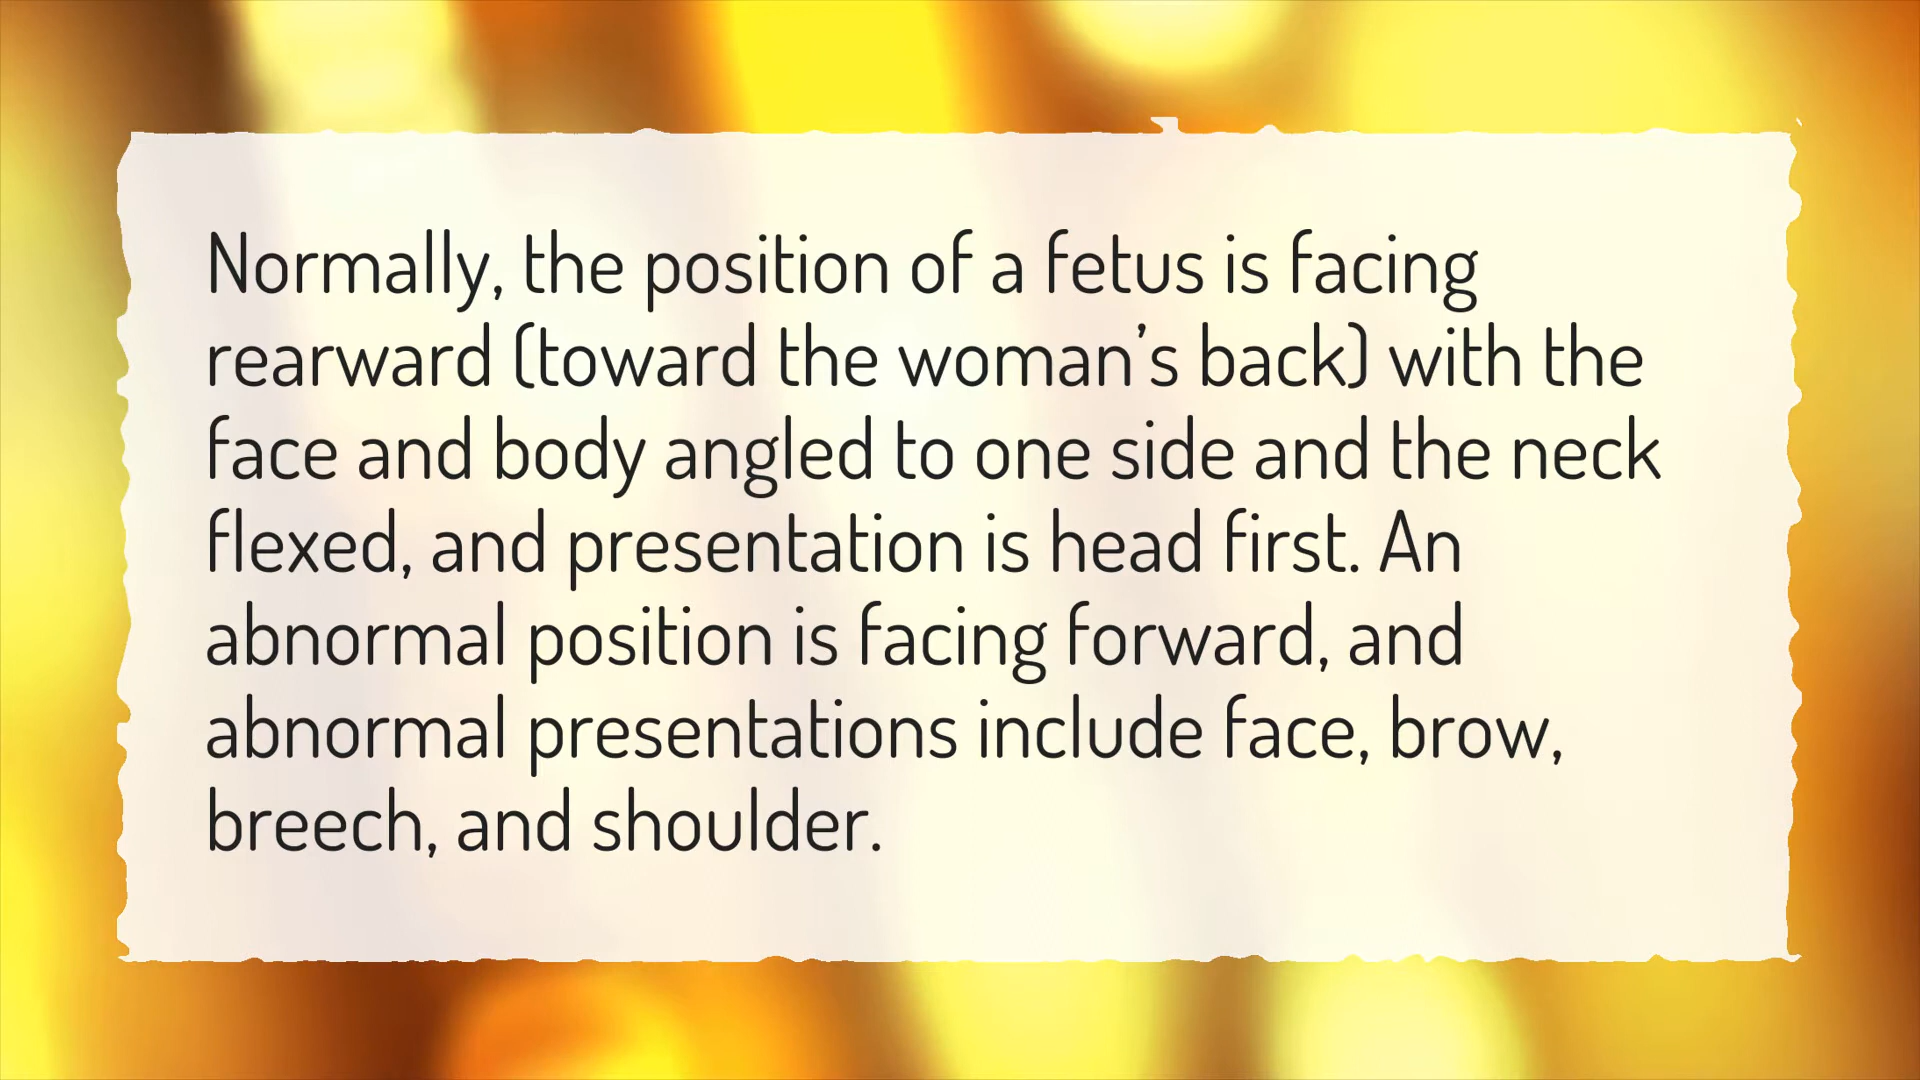 Normally, the position of a fetus is facing
rearward (toward the woman’s back) with the
face and body angled to one side and the neck
flexed, and presentation is head first. An
abnormal position is facing forward, and
abnormal presentations include face, brow,
breech, and shoulder.